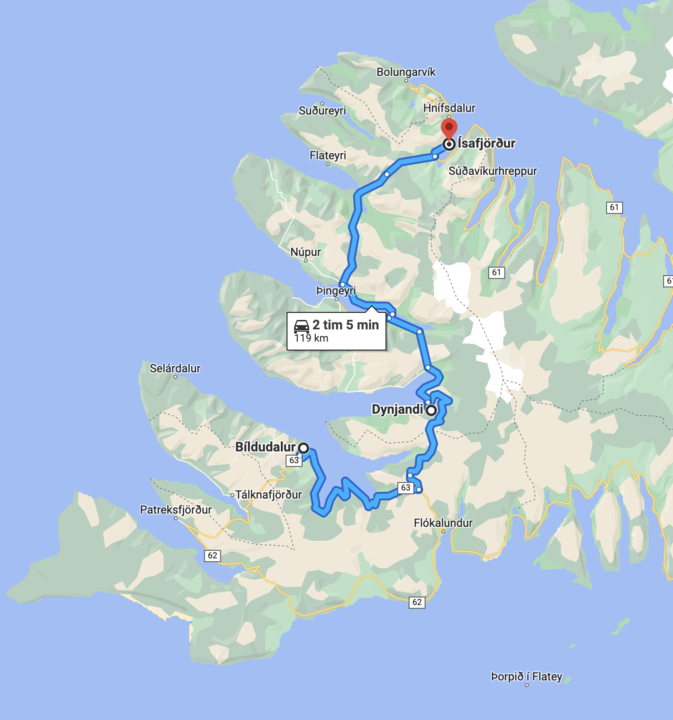 Bolungarvík
Hnífsdalur
Suðureyri
Ísafjörður
Flateyri
Súðavíkurhreppur
61
Núpur
61
Þingeyri
2 tim 5 min
119 km
Selárdalur
Dynjandi
Bíldudalur
63
63
Tálknafjörður
Patreksfjörður
Flókalundur
62
62
Þorpið í Flatey